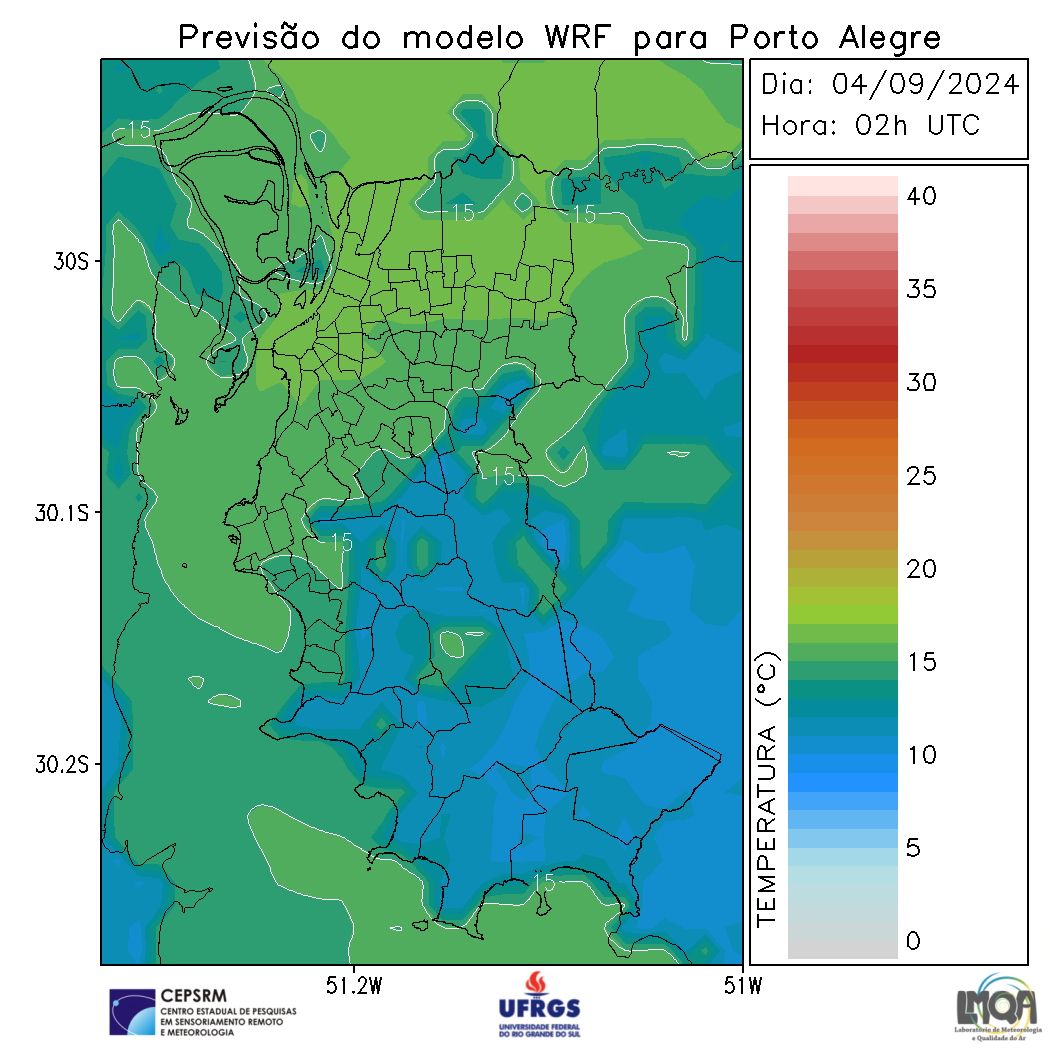 Previsão do modelo WRF para Porto Alegre
Dia: 04/09/2024
Hora: 02h UTC
15
15
15
15
15
15
30S
30.1S
30.2S
51.2W
51W
40
35
30
25
20
15
10
5
0
TEMPERATURA (°C)
CEPSRM
CENTRO ESTADUAL DE PESQUISAS
EM SENSORIAMENTO REMOTO
E METEOROLOGIA
UFRGS
UNIVERSIDADE FEDERAL
DO RIO GRANDE DO SUL
LMQA
Laboratório de Meteorologia
e Qualidade do Ar